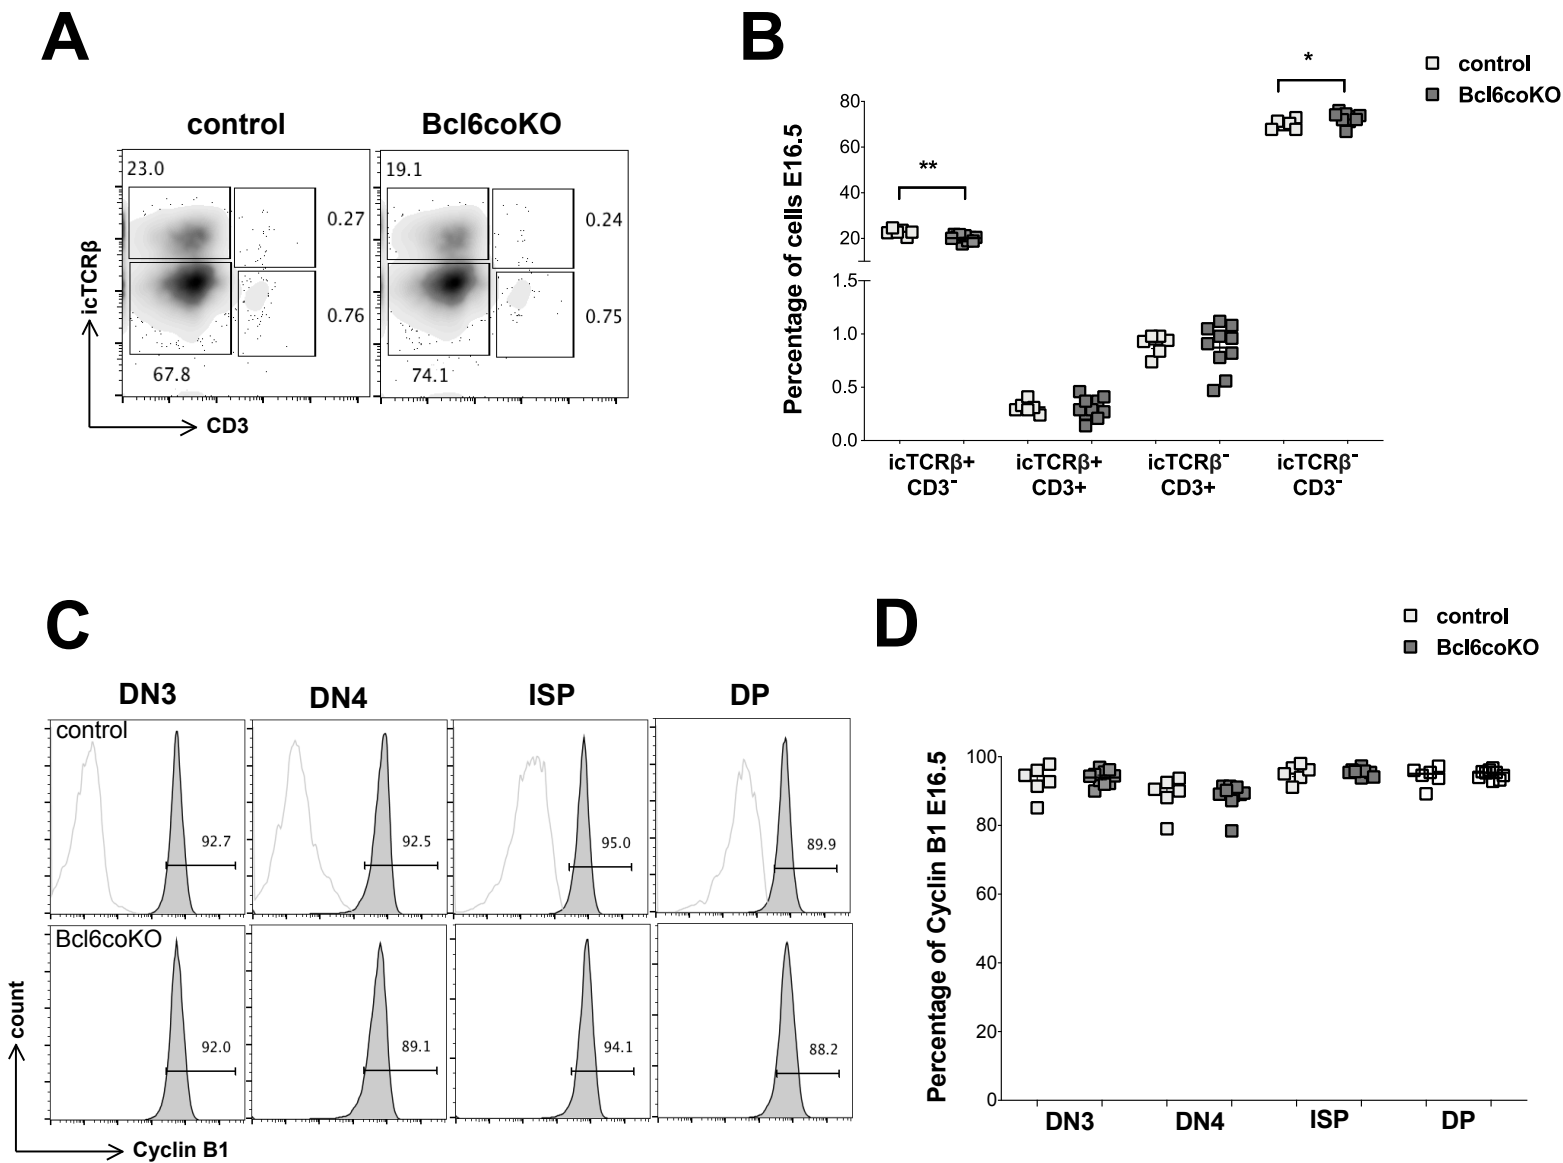 A
control
Bcl6coKO
23.0
0.27
0.76
67.8
19.1
0.24
0.75
74.1
icTCRβ
CD3
B
control
Bcl6coKO
Percentage of cells E16.5
80
60
40
20
1.5
1.0
0.5
0.0
**
*
icTCRβ+
CD3-
icTCRβ+
CD3+
icTCRβ-
CD3+
icTCRβ-
CD3-
C
DN3
DN4
ISP
DP
control
92.7
92.5
95.0
89.9
Bcl6coKO
92.0
89.1
94.1
88.2
count
Cyclin B1
D
control
Bcl6coKO
Percentage of Cyclin B1 E16.5
100
80
60
40
20
0
DN3
DN4
ISP
DP